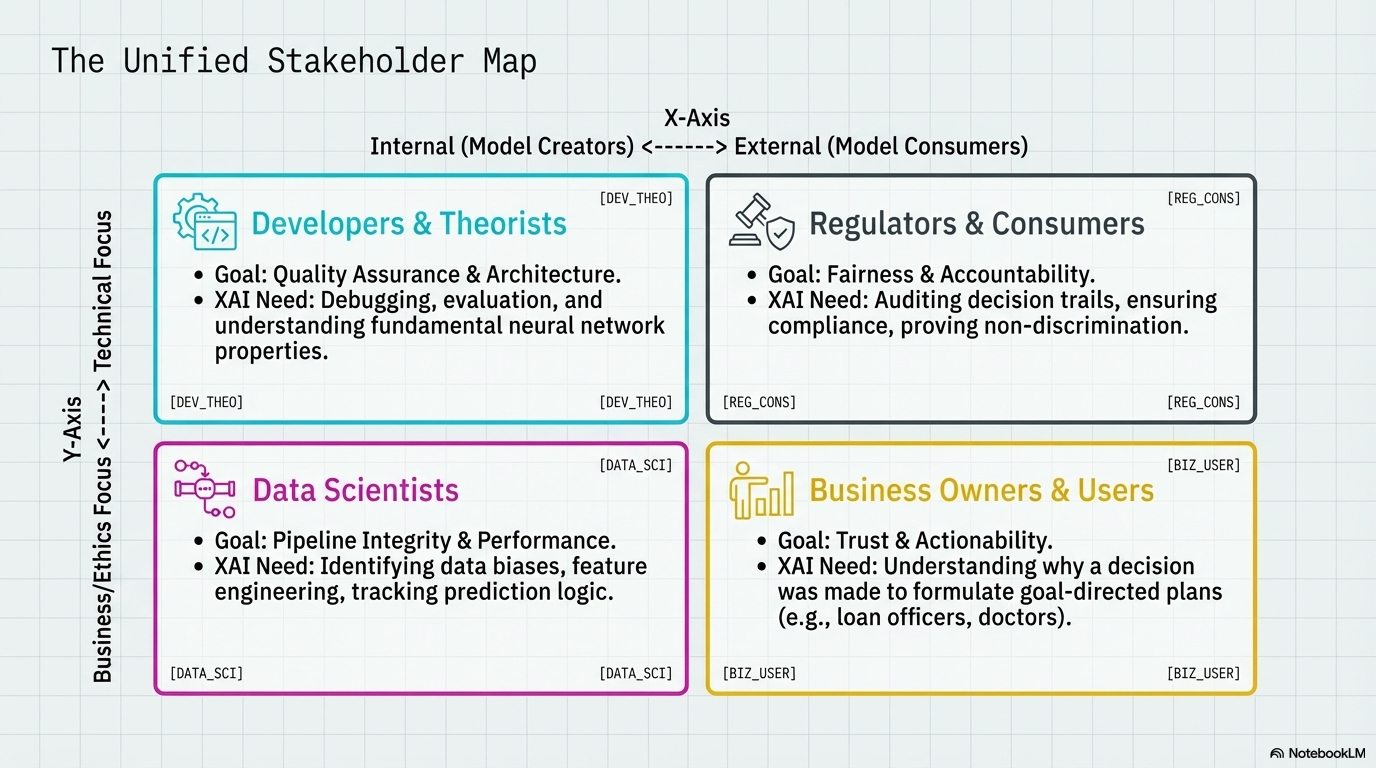 The Unified Stakeholder Map
X-Axis
Internal (Model Creators) <------> External (Model Consumers)
Y-Axis
Business/Ethics Focus <----> Technical Focus
[DEV_THEO]
Developers & Theorists
• Goal: Quality Assurance & Architecture.
• XAI Need: Debugging, evaluation, and
understanding fundamental neural network
properties.
[DEV_THEO]
[DEV_THEO]
[REG_CONS]
Regulators & Consumers
• Goal: Fairness & Accountability.
• XAI Need: Auditing decision trails, ensuring
compliance, proving non-discrimination.
[REG_CONS]
[REG_CONS]
[DATA_SCI]
Data Scientists
• Goal: Pipeline Integrity & Performance.
• XAI Need: Identifying data biases, feature
engineering, tracking prediction logic.
[DATA_SCI]
[DATA_SCI]
[BIZ_USER]
Business Owners & Users
• Goal: Trust & Actionability.
• XAI Need: Understanding why a decision
was made to formulate goal-directed plans
(e.g., loan officers, doctors).
[BIZ_USER]
[BIZ_USER]
NotebookLM